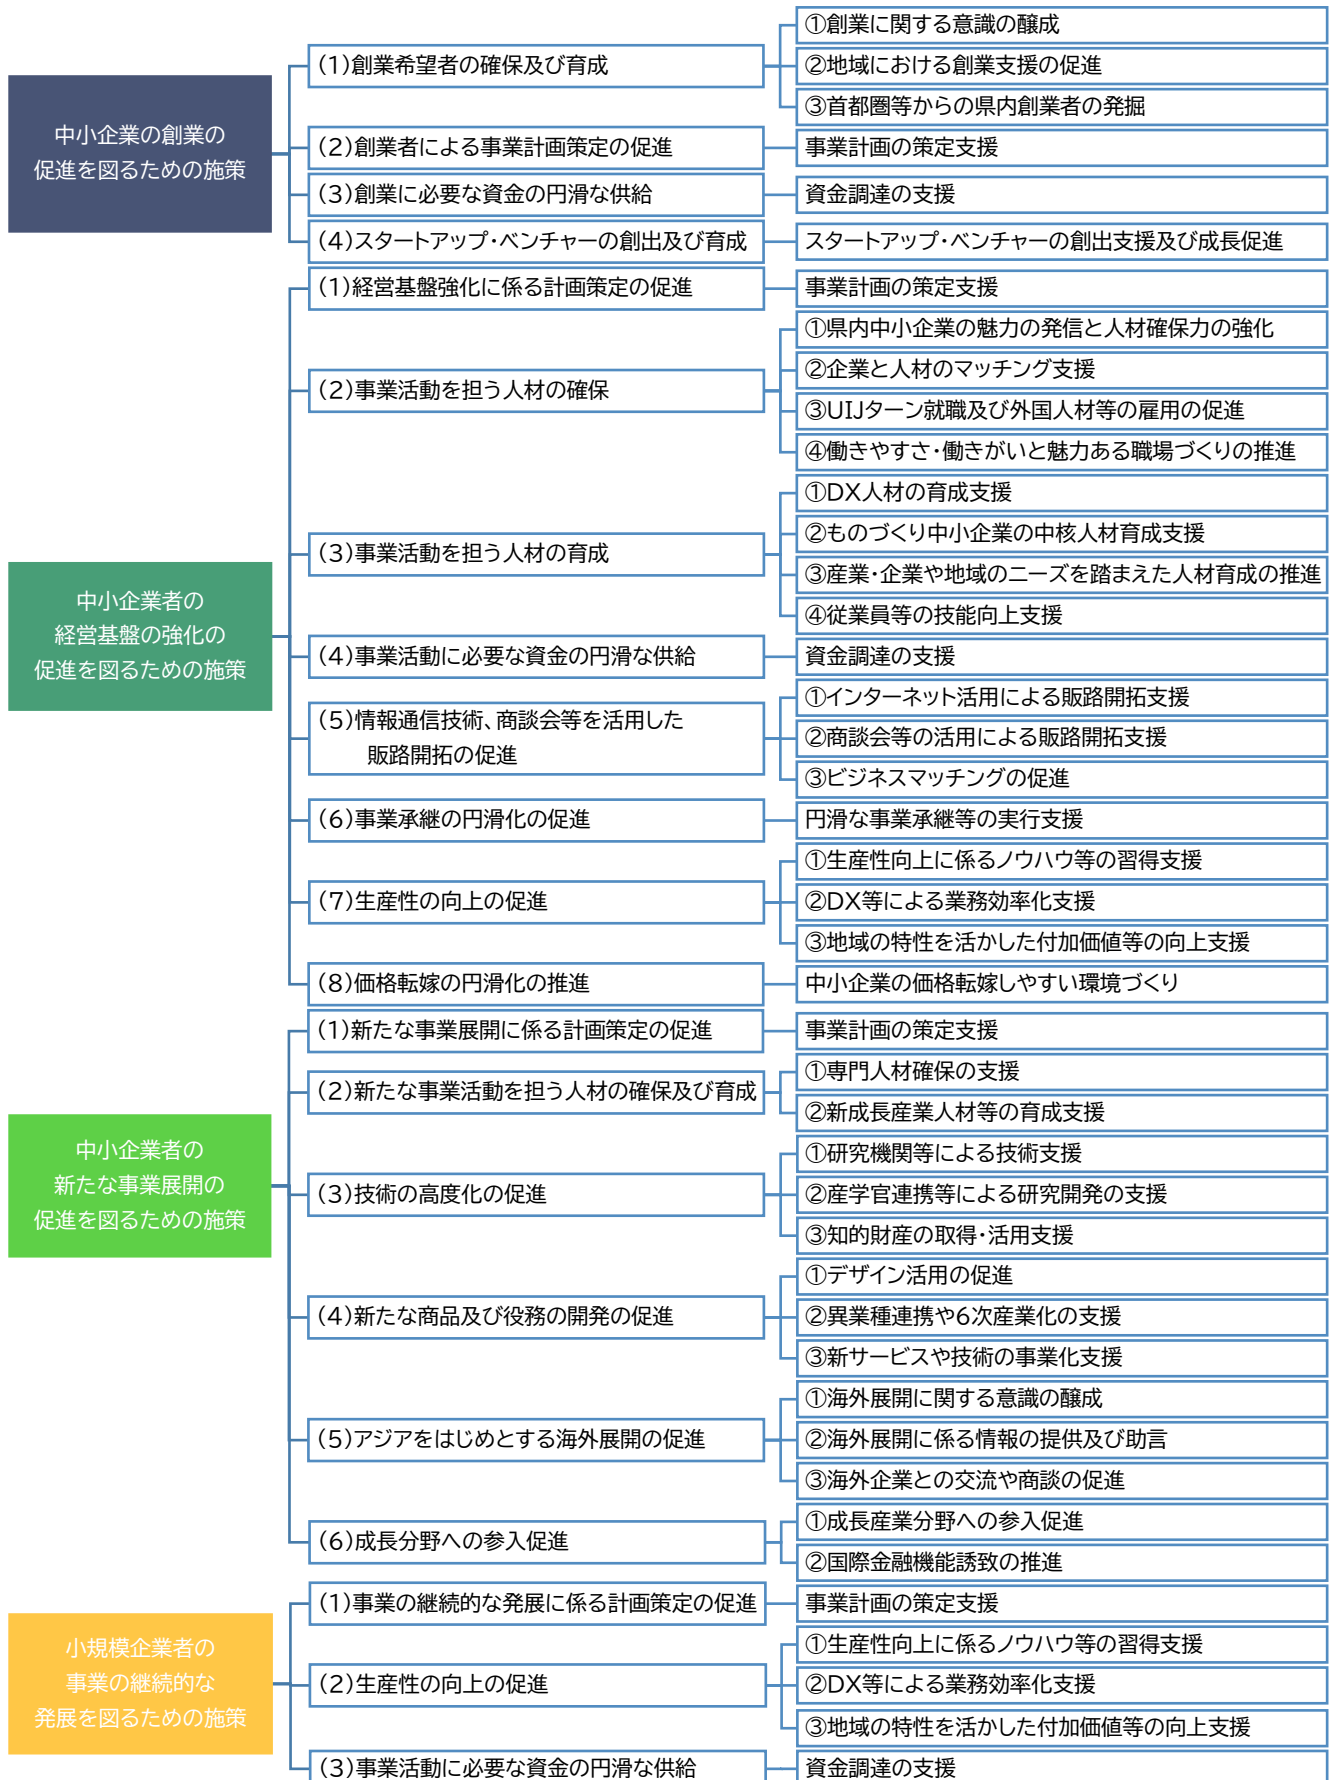 中小企業の創業の
促進を図るための施策
(1)創業希望者の確保及び育成
①創業に関する意識の醸成
②地域における創業支援の促進
③首都圏等からの県内創業者の発掘
(2)創業者による事業計画策定の促進
事業計画の策定支援
(3)創業に必要な資金の円滑な供給
資金調達の支援
(4)スタートアップ・ベンチャーの創出及び育成
スタートアップ・ベンチャーの創出支援及び成長促進
中小企業者の
経営基盤の強化の
促進を図るための施策
(1)経営基盤強化に係る計画策定の促進
事業計画の策定支援
(2)事業活動を担う人材の確保
①県内中小企業の魅力の発信と人材確保力の強化
②企業と人材のマッチング支援
③UIJターン就職及び外国人材等の雇用の促進
④働きやすさ・働きがいと魅力ある職場づくりの推進
(3)事業活動を担う人材の育成
①DX人材の育成支援
②ものづくり中小企業の中核人材育成支援
③産業・企業や地域のニーズを踏まえた人材育成の推進
④従業員等の技能向上支援
(4)事業活動に必要な資金の円滑な供給
資金調達の支援
(5)情報通信技術、商談会等を活用した
販路開拓の促進
①インターネット活用による販路開拓支援
②商談会等の活用による販路開拓支援
③ビジネスマッチングの促進
(6)事業承継の円滑化の促進
円滑な事業承継等の実行支援
(7)生産性の向上の促進
①生産性向上に係るノウハウ等の習得支援
②DX等による業務効率化支援
③地域の特性を活かした付加価値等の向上支援
(8)価格転嫁の円滑化の推進
中小企業の価格転嫁しやすい環境づくり
中小企業者の
新たな事業展開の
促進を図るための施策
(1)新たな事業展開に係る計画策定の促進
事業計画の策定支援
(2)新たな事業活動を担う人材の確保及び育成
①専門人材確保の支援
②新成長産業人材等の育成支援
(3)技術の高度化の促進
①研究機関等による技術支援
②産学官連携等による研究開発の支援
③知的財産の取得・活用支援
(4)新たな商品及び役務の開発の促進
①デザイン活用の促進
②異業種連携や6次産業化の支援
③新サービスや技術の事業化支援
(5)アジアをはじめとする海外展開の促進
①海外展開に関する意識の醸成
②海外展開に係る情報の提供及び助言
③海外企業との交流や商談の促進
(6)成長分野への参入促進
①成長産業分野への参入促進
②国際金融機能誘致の推進
小規模企業者の
事業の継続的な
発展を図るための施策
(1)事業の継続的な発展に係る計画策定の促進
事業計画の策定支援
(2)生産性の向上の促進
①生産性向上に係るノウハウ等の習得支援
②DX等による業務効率化支援
③地域の特性を活かした付加価値等の向上支援
(3)事業活動に必要な資金の円滑な供給
資金調達の支援